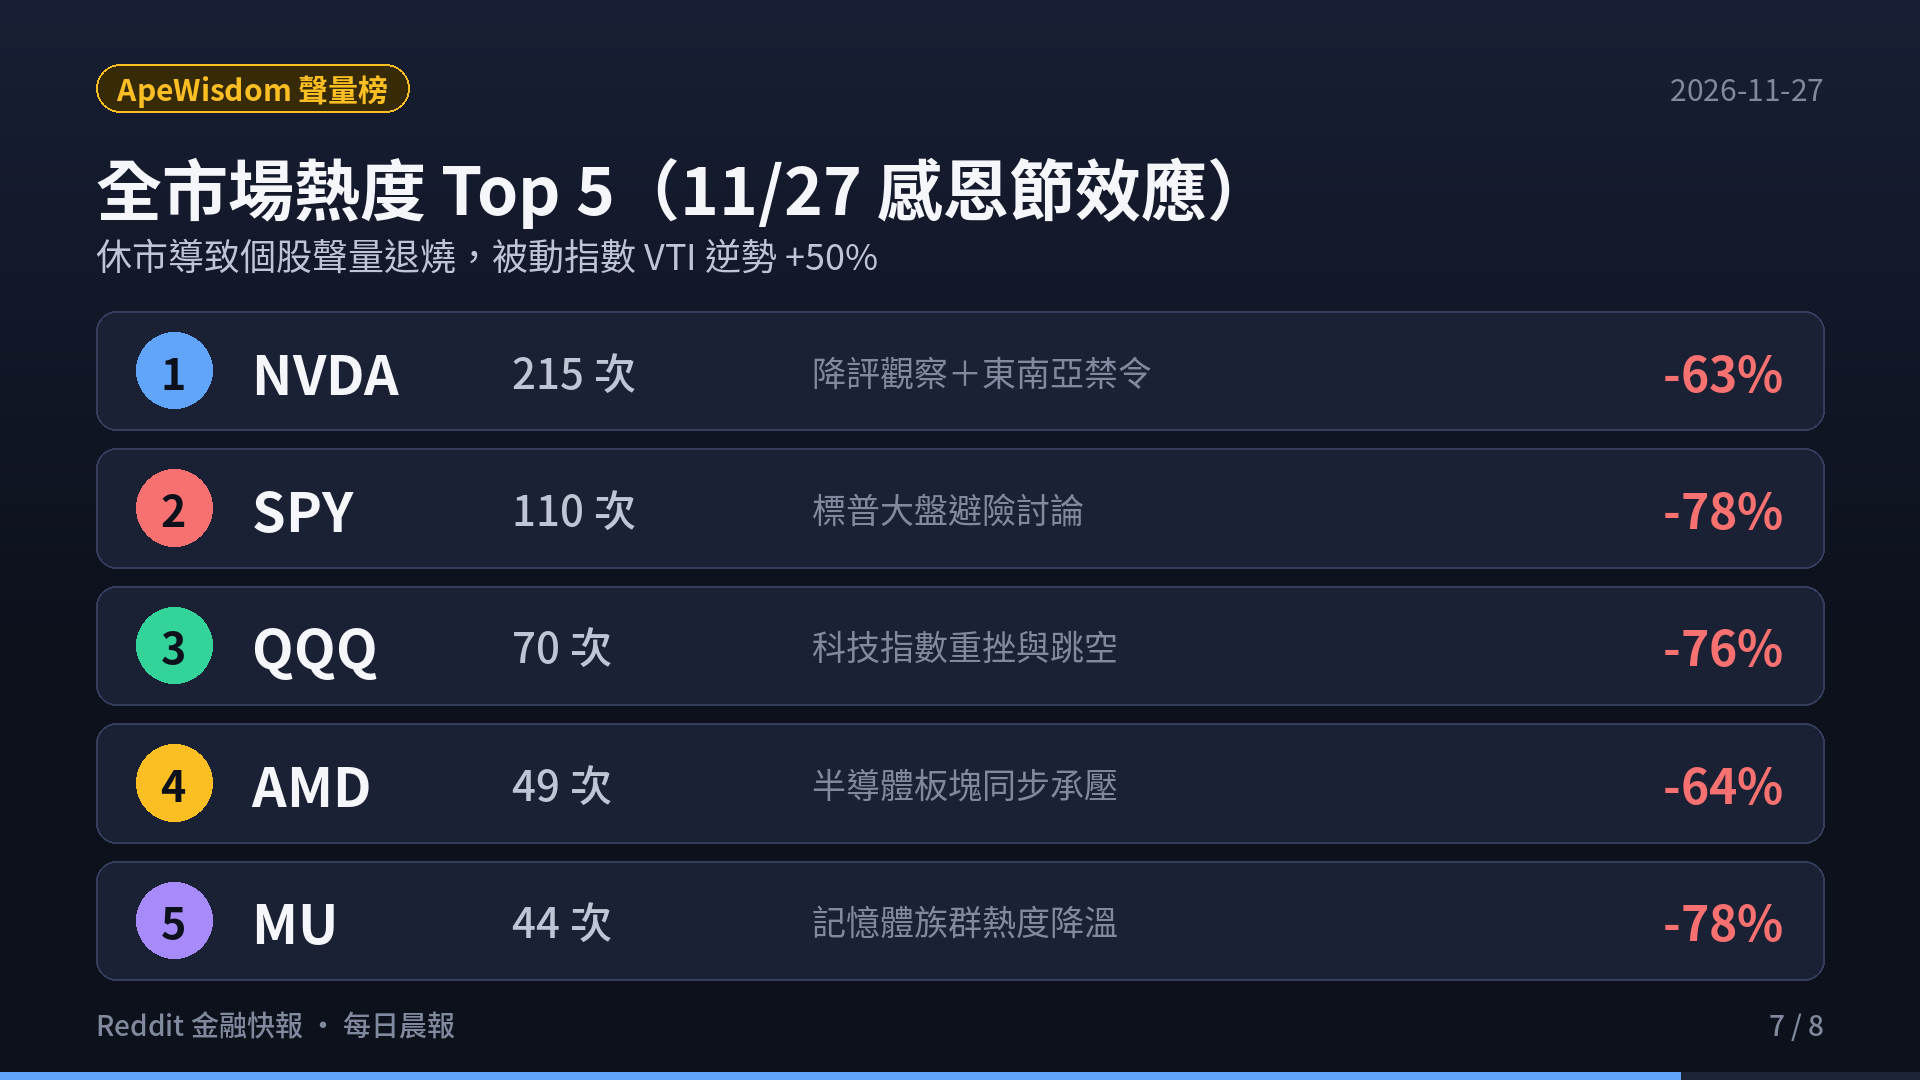 ApeWisdom 聲量榜
2026-11-27
全市場熱度 Top 5（11/27 感恩節效應）
休市導致個股聲量退燒，被動指數 VTI 逆勢 +50%
1 NVDA 215 次 降評觀察＋東南亞禁令 -63%
2 SPY 110 次 標普大盤避險討論 -78%
3 QQQ 70 次 科技指數重挫與跳空 -76%
4 AMD 49 次 半導體板塊同步承壓 -64%
5 MU 44 次 記憶體族群熱度降溫 -78%
Reddit 金融快報 · 每日晨報
7 / 8